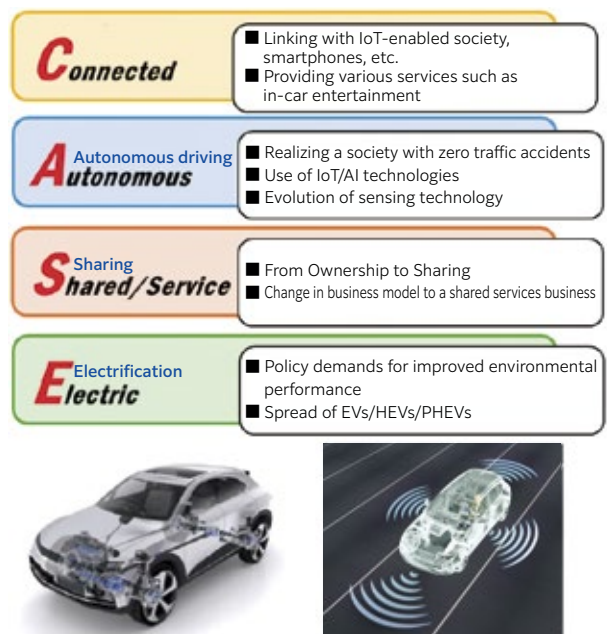 Connected
■ Linking with IoT-enabled society,
smartphones, etc.
■ Providing various services such as
in-car entertainment
Autonomous driving
Autonomous
■ Realizing a society with zero traffic accidents
■ Use of IoT/AI technologies
■ Evolution of sensing technology
Sharing
Shared/Service
■ From Ownership to Sharing
■ Change in business model to a shared services business
Electrification
Electric
■ Policy demands for improved environmental
performance
■ Spread of EVs/HEVs/PHEVs